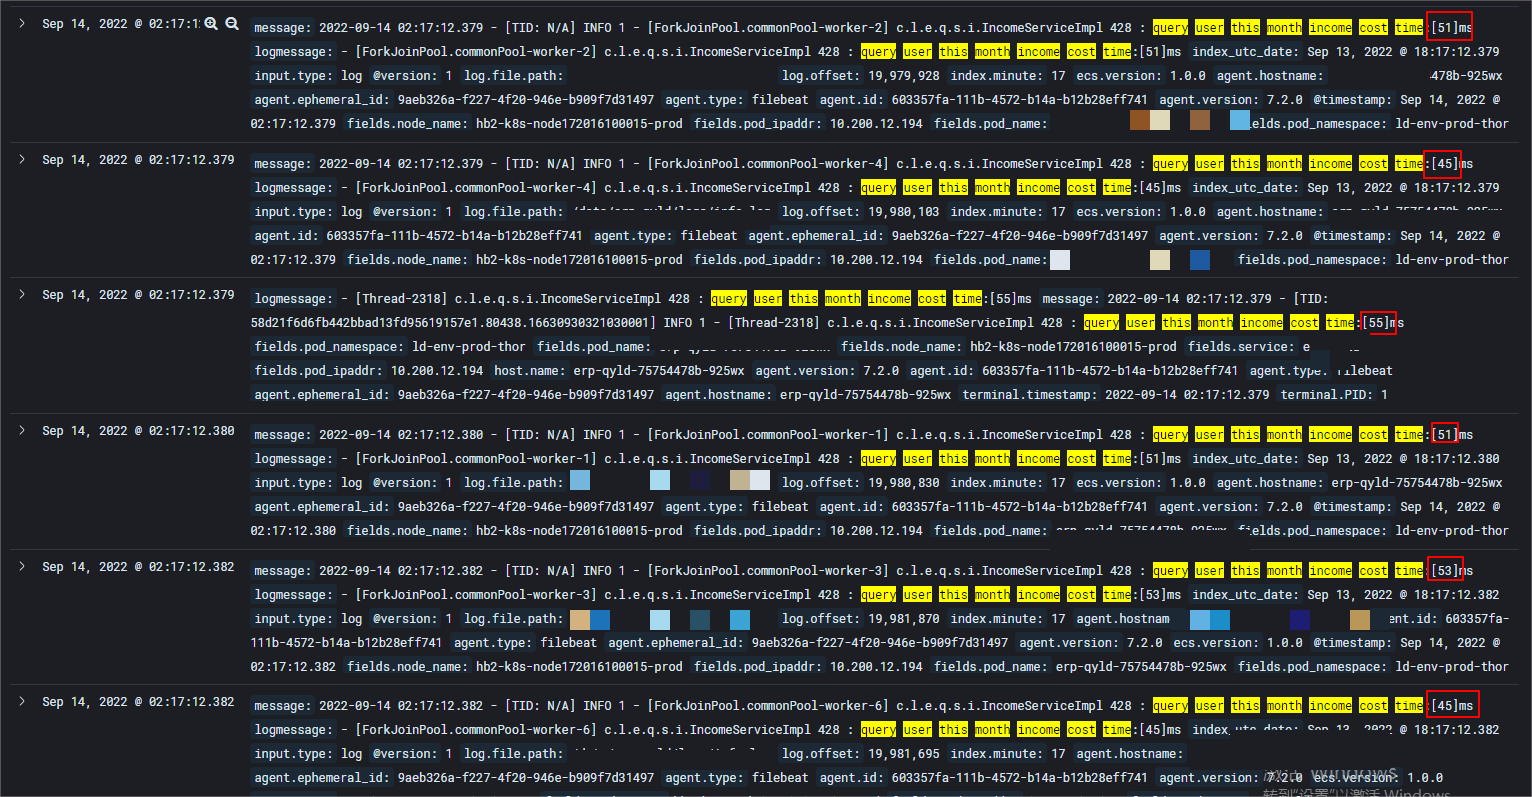 Sep 14, 2022 @ 02:17:1
message: 2022-09-14 02:17:12.379 - [TID: N/A] INFO 1 - [ForkJoinPool.commonPool-worker-2] c.l.e.q.s.i.IncomeServiceImpl 428 : query user this month income cost time:[51]ms
logmessage: - [ForkJoinPool.commonPool-worker-2] c.l.e.q.s.i.IncomeServiceImpl 428 : query user this month income cost time:[51]ms index_utc_date: Sep 13, 2022 @ 18:17:12.379
input.type: log @version: 1 log.file.path: log.offset: 19,979,928 index.minute: 17 ecs.version: 1.0.0 agent.hostname: 478b-925wx
agent.ephemeral_id: 9aeb326a-f227-4f20-946e-b909f7d31497 agent.type: filebeat agent.id: 603357fa-111b-4572-b14a-b12b28eff741 agent.version: 7.2.0 @timestamp: Sep 14, 2022 @
02:17:12.379 fields.node_name: hb2-k8s-node172016100015-prod fields.pod_ipaddr: 10.200.12.194 fields.pod_name: elds.pod_namespace: ld-env-prod-thor
Sep 14, 2022 @ 02:17:12.379
message: 2022-09-14 02:17:12.379 - [TID: N/A] INFO 1 - [ForkJoinPool.commonPool-worker-4] c.l.e.q.s.i.IncomeServiceImpl 428 : query user this month income cost time:[45]ms
logmessage: - [ForkJoinPool.commonPool-worker-4] c.l.e.q.s.i.IncomeServiceImpl 428 : query user this month income cost time:[45]ms index_utc_date: Sep 13, 2022 @ 18:17:12.379
input.type: log @version: 1 log.file.path: log.offset: 19,980,103 index.minute: 17 ecs.version: 1.0.0 agent.hostname: erp-qyld-75754478b-925wx
agent.id: 603357fa-111b-4572-b14a-b12b28eff741 agent.type: filebeat agent.ephemeral_id: 9aeb326a-f227-4f20-946e-b909f7d31497 agent.version: 7.2.0 @timestamp: Sep 14, 2022 @
02:17:12.379 fields.node_name: hb2-k8s-node172016100015-prod fields.pod_ipaddr: 10.200.12.194 fields.pod_name: fields.pod_namespace: ld-env-prod-thor
Sep 14, 2022 @ 02:17:12.379
logmessage: - [Thread-2318] c.l.e.q.s.i.IncomeServiceImpl 428 : query user this month income cost time:[55]ms message: 2022-09-14 02:17:12.379 - [TID:
58d21f6d6fb442bbad13fd95619157e1.80438.16630930321030001] INFO 1 - [Thread-2318] c.l.e.q.s.i.IncomeServiceImpl 428 : query user this month income cost time:[55]ms
fields.pod_namespace: ld-env-prod-thor fields.pod_name: fields.node_name: hb2-k8s-node172016100015-prod fields.service: e
fields.pod_ipaddr: 10.200.12.194 host.name: erp-qyld-75754478b-925wx agent.version: 7.2.0 agent.id: 603357fa-111b-4572-b14a-b12b28eff741 agent.type: filebeat
agent.ephemeral_id: 9aeb326a-f227-4f20-946e-b909f7d31497 agent.hostname: erp-qyld-75754478b-925wx terminal.timestamp: 2022-09-14 02:17:12.379 terminal.PID: 1
Sep 14, 2022 @ 02:17:12.380
message: 2022-09-14 02:17:12.380 - [TID: N/A] INFO 1 - [ForkJoinPool.commonPool-worker-1] c.l.e.q.s.i.IncomeServiceImpl 428 : query user this month income cost time:[51]ms
logmessage: - [ForkJoinPool.commonPool-worker-1] c.l.e.q.s.i.IncomeServiceImpl 428 : query user this month income cost time:[51]ms index_utc_date: Sep 13, 2022 @ 18:17:12.380
input.type: log @version: 1 log.file.path: log.offset: 19,980,830 index.minute: 17 ecs.version: 1.0.0 agent.hostname: erp-qyld-75754478b-925wx
agent.ephemeral_id: 9aeb326a-f227-4f20-946e-b909f7d31497 agent.type: filebeat agent.id: 603357fa-111b-4572-b14a-b12b28eff741 agent.version: 7.2.0 @timestamp: Sep 14, 2022 @
02:17:12.380 fields.node_name: hb2-k8s-node172016100015-prod fields.pod_ipaddr: 10.200.12.194 fields.pod_name: erp-qyld-75754478b-925wx fields.pod_namespace: ld-env-prod-thor
Sep 14, 2022 @ 02:17:12.382
message: 2022-09-14 02:17:12.382 - [TID: N/A] INFO 1 - [ForkJoinPool.commonPool-worker-3] c.l.e.q.s.i.IncomeServiceImpl 428 : query user this month income cost time:[53]ms
logmessage: - [ForkJoinPool.commonPool-worker-3] c.l.e.q.s.i.IncomeServiceImpl 428 : query user this month income cost time:[53]ms index_utc_date: Sep 13, 2022 @ 18:17:12.382
input.type: log @version: 1 log.file.path: log.offset: 19,981,870 index.minute: 17 agent.hostnam ent.id: 603357fa-
111b-4572-b14a-b12b28eff741 agent.type: filebeat agent.ephemeral_id: 9aeb326a-f227-4f20-946e-b909f7d31497 agent.version: 7.2.0 ecs.version: 1.0.0 @timestamp: Sep 14, 2022 @
02:17:12.382 fields.node_name: hb2-k8s-node172016100015-prod fields.pod_ipaddr: 10.200.12.194 fields.pod_name: erp-qyld-75754478b-925wx fields.pod_namespace: ld-env-prod-thor
Sep 14, 2022 @ 02:17:12.382
message: 2022-09-14 02:17:12.382 - [TID: N/A] INFO 1 - [ForkJoinPool.commonPool-worker-6] c.l.e.q.s.i.IncomeServiceImpl 428 : query user this month income cost time:[45]ms
logmessage: - [ForkJoinPool.commonPool-worker-6] c.l.e.q.s.i.IncomeServiceImpl 428 : query user this month income cost time:[45]ms index_utc_date: Sep 13, 2022 @ 18:17:12.382
input.type: log @version: 1 log.file.path: log.offset: 19,981,695 index.minute: 17 agent.hostname:
agent.ephemeral_id: 9aeb326a-f227-4f20-946e-b909f7d31497 agent.type: filebeat agent.id: 603357fa-111b-4572-b14a-b12b28eff741 agent.version: 7.2.0 ecs.version: 1.0.0
转到"设置"以激活 Windows